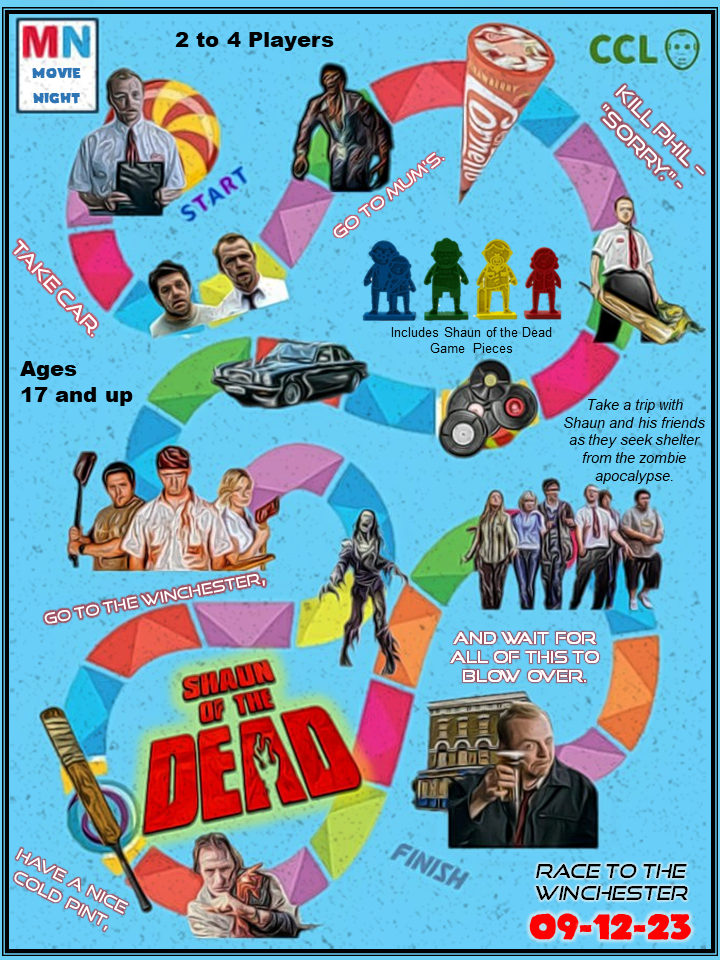 MN
MOVIE
NIGHT
2 to 4 Players
CCL
KILL PHIL –
"SORRY." -
GO TO MUM'S.
START
TAKE CAR.
Cornetto
Includes Shaun of the Dead
Game Pieces
Ages
17 and up
Take a trip with
Shaun and his friends
as they seek shelter
from the zombie
apocalypse.
GO TO THE WINCHESTER,
AND WAIT FOR
ALL OF THIS TO
BLOW OVER.
SHAUN
OF THE
DEAD
HAVE A NICE
COLD PINT,
FINISH
RACE TO THE
WINCHESTER
09-12-23